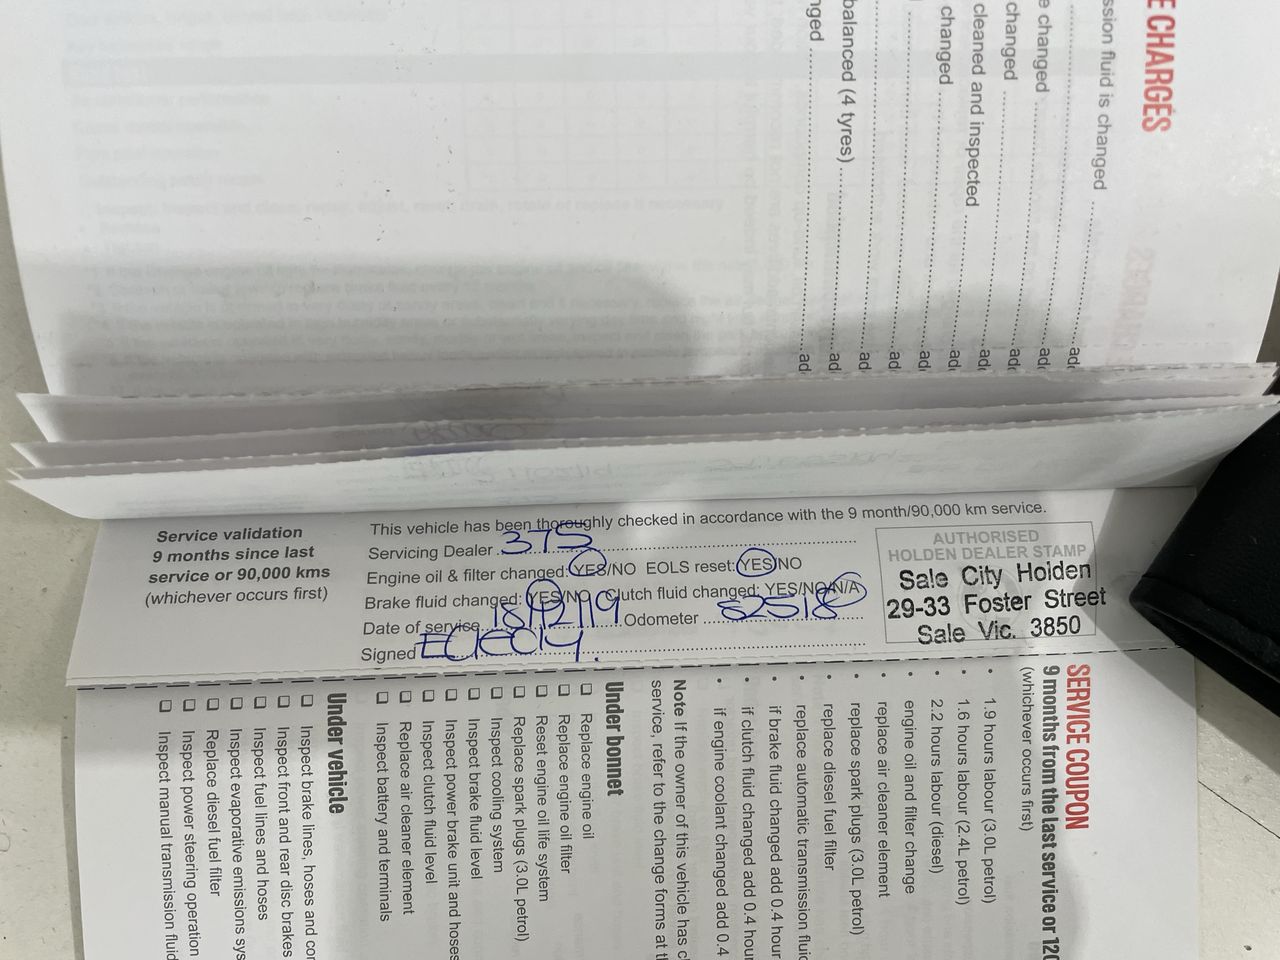 E CHARGES
ssion fluid is changed
e changed
changed
cleaned and inspected
changed
balanced (4 tyres)
nged
Service validation
9 months since last
service or 90,000 kms
(whichever occurs first)
This vehicle has been thoroughly checked in accordance with the 9 month/90,000 km service.
Servicing Dealer 375
Engine oil & filter changed: YES/NO EOLS reset: YES/NO
Brake fluid changed: YES/NO Clutch fluid changed: YES/NO/N/A
Date of service 18/12/19 Odometer 82518
Signed
AUTHORISED
HOLDEN DEALER STAMP
Sale City Holden
29-33 Foster Street
Sale Vic. 3850
SERVICE COUPON
9 months from the last service or 120
(whichever occurs first)
• 1.9 hours labour (3.0L petrol)
• 1.6 hours labour (2.4L petrol)
• 2.2 hours labour (diesel)
• engine oil and filter change
• replace air cleaner element
• replace spark plugs (3.0L petrol)
• replace diesel fuel filter
• replace automatic transmission fluid
• if brake fluid changed add 0.4 hour
• if clutch fluid changed add 0.4 hour
• if engine coolant changed add 0.4
Note If the owner of this vehicle has c
service, refer to the change forms at t
Under bonnet
☐ Replace engine oil
☐ Replace engine oil filter
☐ Reset engine oil life system
☐ Replace spark plugs (3.0L petrol)
☐ Inspect cooling system
☐ Inspect brake fluid level
☐ Inspect power brake unit and hoses
☐ Inspect clutch fluid level
☐ Replace air cleaner element
☐ Inspect battery and terminals
Under vehicle
☐ Inspect brake lines, hoses and cor
☐ Inspect front and rear disc brakes
☐ Inspect fuel lines and hoses
☐ Inspect evaporative emissions sys
☐ Replace diesel fuel filter
☐ Inspect power steering operation
☐ Inspect manual transmission fluid